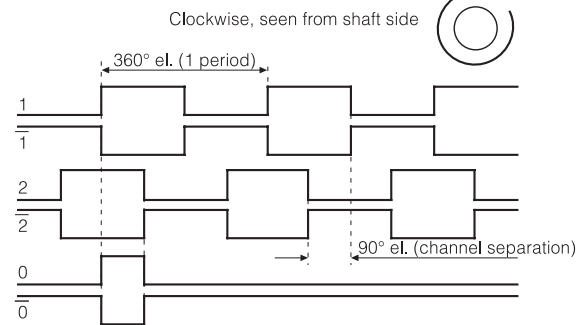 Clockwise, seen from shaft side
360° el. (1 period)
1
1̅
2
2̅
90° el. (channel separation)
0
0̅